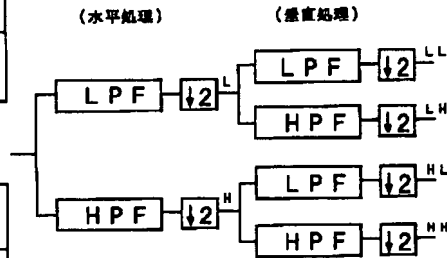 (水平処理) (垂直処理)
LPF ↓2 LL
LPF ↓2 L
HPF ↓2 LH
LPF ↓2 HL
HPF ↓2 H
HPF ↓2 HH